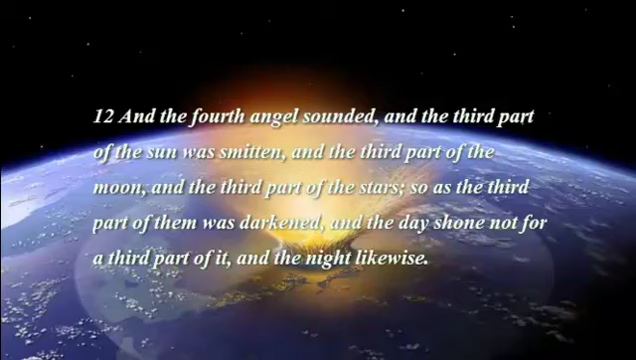 12 And the fourth angel sounded, and the third part
of the sun was smitten, and the third part of the
moon, and the third part of the stars; so as the third
part of them was darkened, and the day shone not for
a third part of it, and the night likewise.